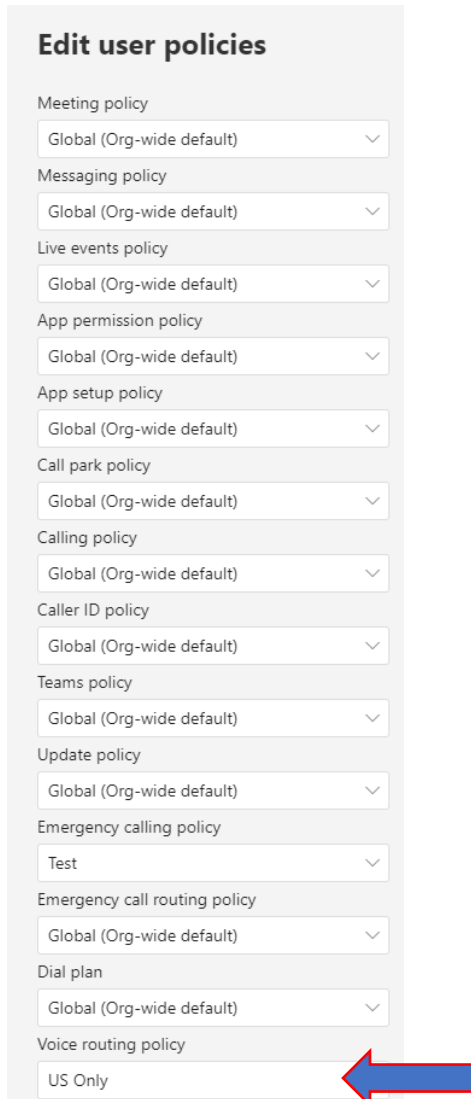 Edit user policies
Meeting policy
Global (Org-wide default)
Messaging policy
Global (Org-wide default)
Live events policy
Global (Org-wide default)
App permission policy
Global (Org-wide default)
App setup policy
Global (Org-wide default)
Call park policy
Global (Org-wide default)
Calling policy
Global (Org-wide default)
Caller ID policy
Global (Org-wide default)
Teams policy
Global (Org-wide default)
Update policy
Global (Org-wide default)
Emergency calling policy
Test
Emergency call routing policy
Global (Org-wide default)
Dial plan
Global (Org-wide default)
Voice routing policy
US Only